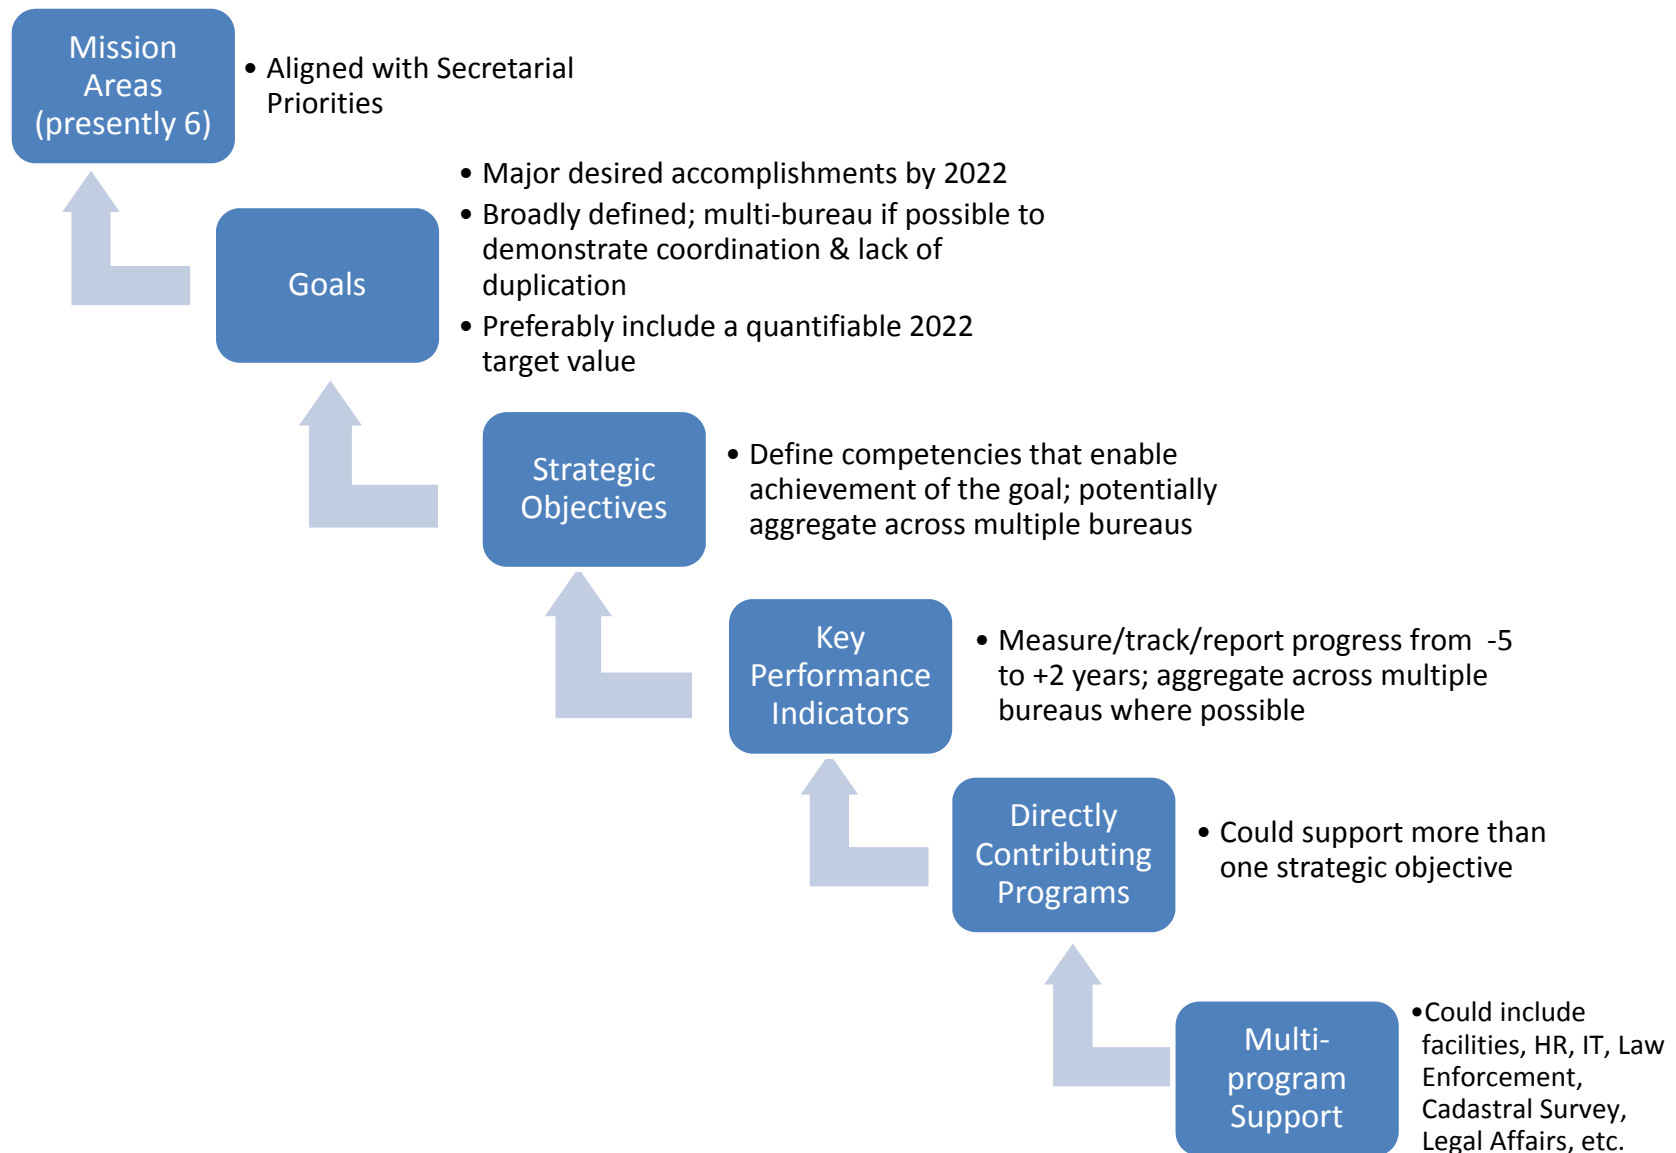 Mission
Areas
(presently 6)
• Aligned with Secretarial
Priorities
Goals
• Major desired accomplishments by 2022
• Broadly defined; multi-bureau if possible to
demonstrate coordination & lack of
duplication
• Preferably include a quantifiable 2022
target value
Strategic
Objectives
• Define competencies that enable
achievement of the goal; potentially
aggregate across multiple bureaus
Key
Performance
Indicators
• Measure/track/report progress from -5
to +2 years; aggregate across multiple
bureaus where possible
Directly
Contributing
Programs
• Could support more than
one strategic objective
Multi-
program
Support
•Could include
facilities, HR, IT, Law
Enforcement,
Cadastral Survey,
Legal Affairs, etc.